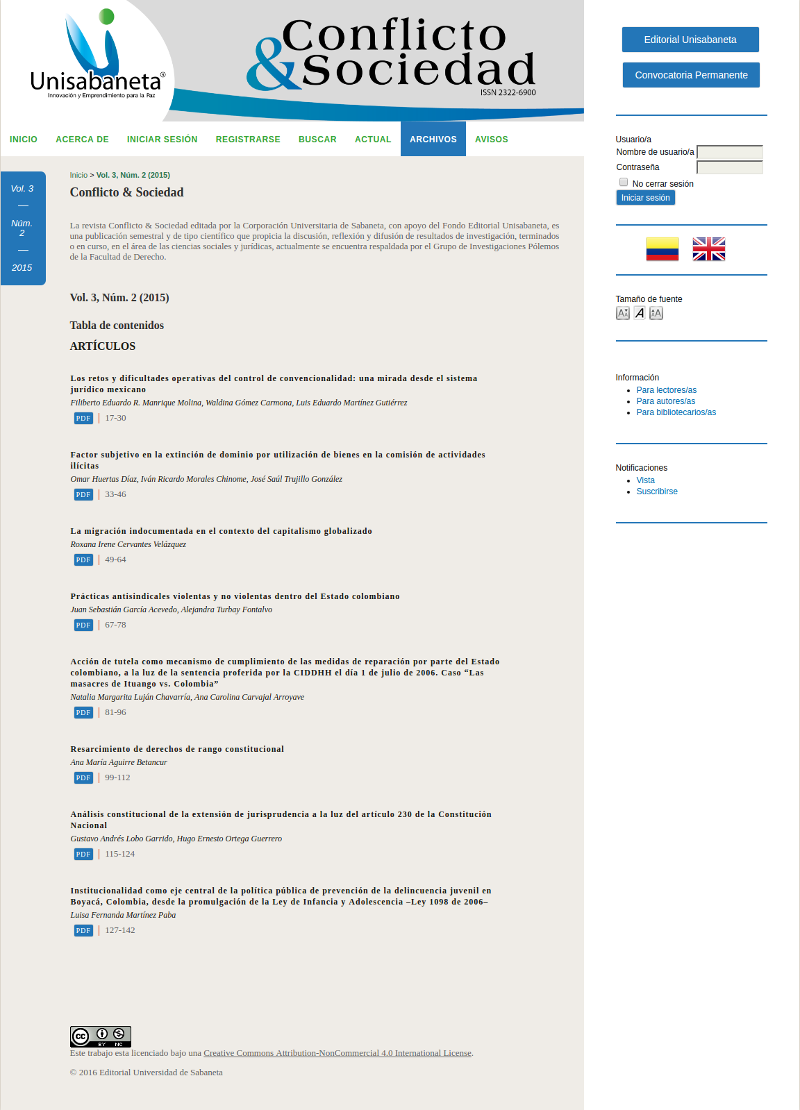 Unisabaneta®
Innovación y Emprendimiento para la Paz
Conflicto
&Sociedad
ISSN 2322-6900
INICIO ACERCA DE INICIAR SESIÓN REGISTRARSE BUSCAR ACTUAL ARCHIVOS AVISOS
Vol. 3
—
Núm.
2
—
2015
Inicio > Vol. 3, Núm. 2 (2015)
Conflicto & Sociedad
La revista Conflicto & Sociedad editada por la Corporación Universitaria de Sabaneta, con apoyo del Fondo Editorial Unisabaneta, es
una publicación semestral y de tipo científico que propicia la discusión, reflexión y difusión de resultados de investigación, terminados
o en curso, en el área de las ciencias sociales y jurídicas, actualmente se encuentra respaldada por el Grupo de Investigaciones Pólemos
de la Facultad de Derecho.
Vol. 3, Núm. 2 (2015)
Tabla de contenidos
ARTÍCULOS
Los retos y dificultades operativas del control de convencionalidad: una mirada desde el sistema
jurídico mexicano
Filiberto Eduardo R. Manrique Molina, Waldina Gómez Carmona, Luis Eduardo Martínez Gutiérrez
PDF | 17-30
Factor subjetivo en la extinción de dominio por utilización de bienes en la comisión de actividades
ilícitas
Omar Huertas Díaz, Iván Ricardo Morales Chinome, José Saúl Trujillo González
PDF | 33-46
La migración indocumentada en el contexto del capitalismo globalizado
Roxana Irene Cervantes Velázquez
PDF | 49-64
Prácticas antisindicales violentas y no violentas dentro del Estado colombiano
Juan Sebastián García Acevedo, Alejandra Turbay Fontalvo
PDF | 67-78
Acción de tutela como mecanismo de cumplimiento de las medidas de reparación por parte del Estado
colombiano, a la luz de la sentencia proferida por la CIDDHH el día 1 de julio de 2006. Caso “Las
masacres de Ituango vs. Colombia”
Natalia Margarita Luján Chavarría, Ana Carolina Carvajal Arroyave
PDF | 81-96
Resarcimiento de derechos de rango constitucional
Ana María Aguirre Betancur
PDF | 99-112
Análisis constitucional de la extensión de jurisprudencia a la luz del artículo 230 de la Constitución
Nacional
Gustavo Andrés Lobo Garrido, Hugo Ernesto Ortega Guerrero
PDF | 115-124
Institucionalidad como eje central de la política pública de prevención de la delincuencia juvenil en
Boyacá, Colombia, desde la promulgación de la Ley de Infancia y Adolescencia –Ley 1098 de 2006–
Luisa Fernanda Martínez Paba
PDF | 127-142
cc BY NC
Este trabajo esta licenciado bajo una Creative Commons Attribution-NonCommercial 4.0 International License.
© 2016 Editorial Universidad de Sabaneta
Editorial Unisabaneta
Convocatoria Permanente
Usuario/a
Nombre de usuario/a
Contraseña
No cerrar sesión
Iniciar sesión
Tamaño de fuente
A A A
Información
Para lectores/as
Para autores/as
Para bibliotecarios/as
Notificaciones
Vista
Suscribirse